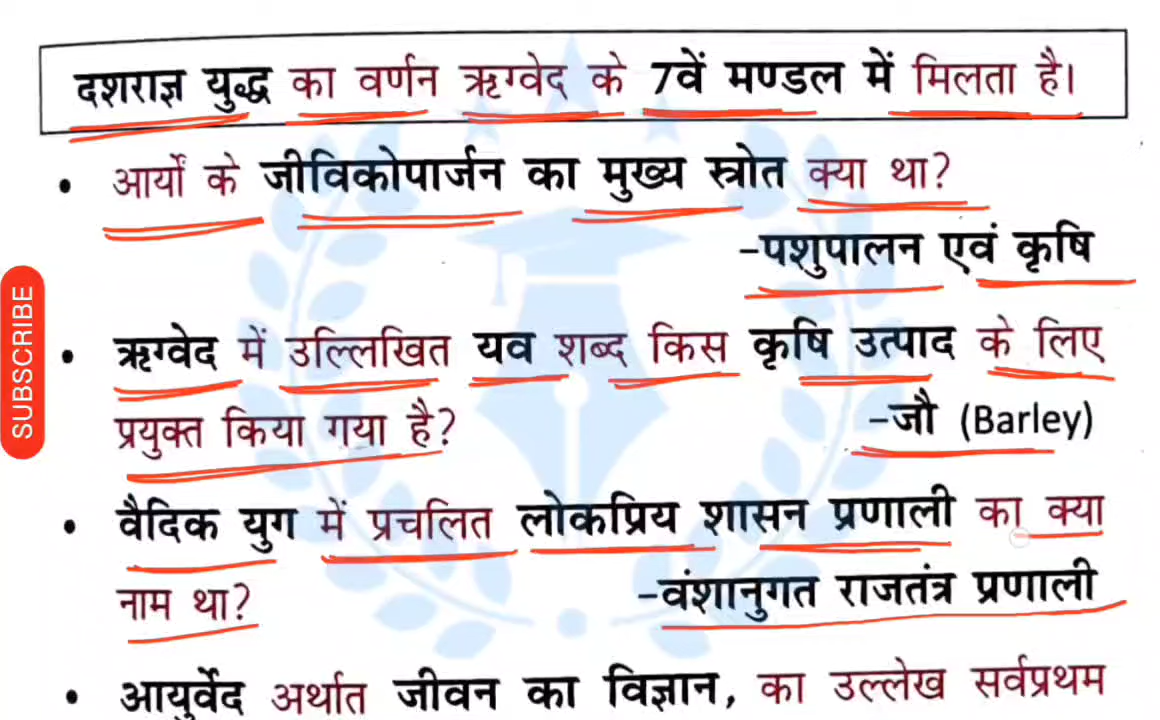 दशराज्ञ युद्ध का वर्णन ऋग्वेद के 7वें मण्डल में मिलता है।
• आर्यों के जीविकोपार्जन का मुख्य स्त्रोत क्या था?
-पशुपालन एवं कृषि
• ऋग्वेद में उल्लिखित यव शब्द किस कृषि उत्पाद के लिए
प्रयुक्त किया गया है? -जौ (Barley)
• वैदिक युग में प्रचलित लोकप्रिय शासन प्रणाली का क्या
नाम था? -वंशानुगत राजतंत्र प्रणाली
• आयुर्वेद अर्थात जीवन का विज्ञान, का उल्लेख सर्वप्रथम
SUBSCRIBE